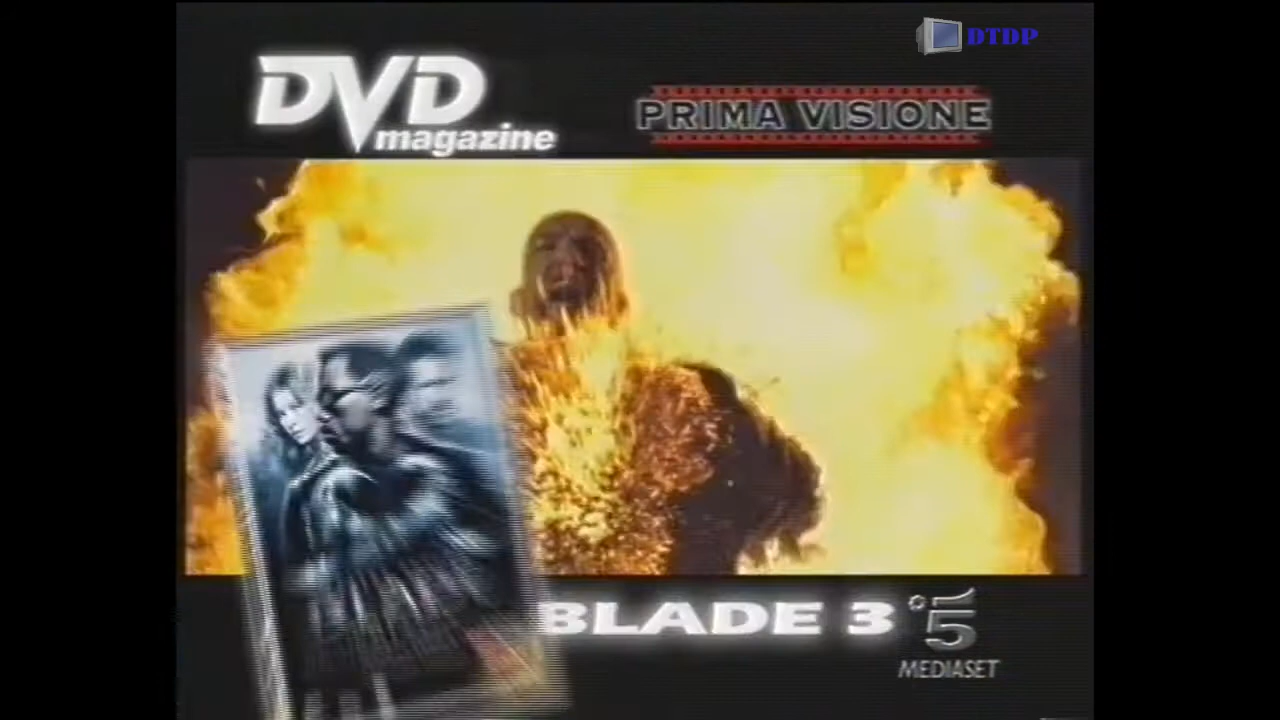 DTDP
DVD
magazine
PRIMA VISIONE
BLADE 3
5
MEDIASET